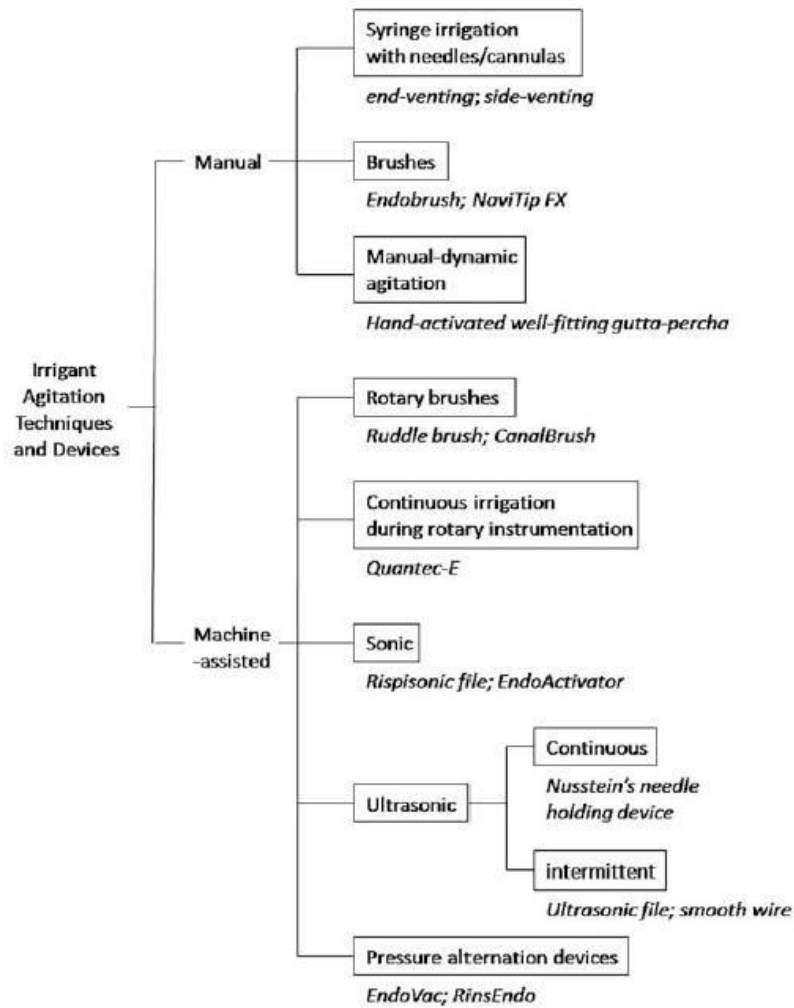 Syringe irrigation
with needles/cannulas
end-venting; side-venting
Manual
Brushes
Endobrush; NaviTip FX
Manual-dynamic
agitation
Hand-activated well-fitting gutta-percha
Irrigant
Agitation
Techniques
and Devices
Rotary brushes
Ruddle brush; CanalBrush
Continuous irrigation
during rotary instrumentation
Quantec-E
Machine
-assisted
Sonic
Rispisonic file; EndoActivator
Ultrasonic
Continuous
Nusstein's needle
holding device
intermittent
Ultrasonic file; smooth wire
Pressure alternation devices
EndoVac; RinsEndo